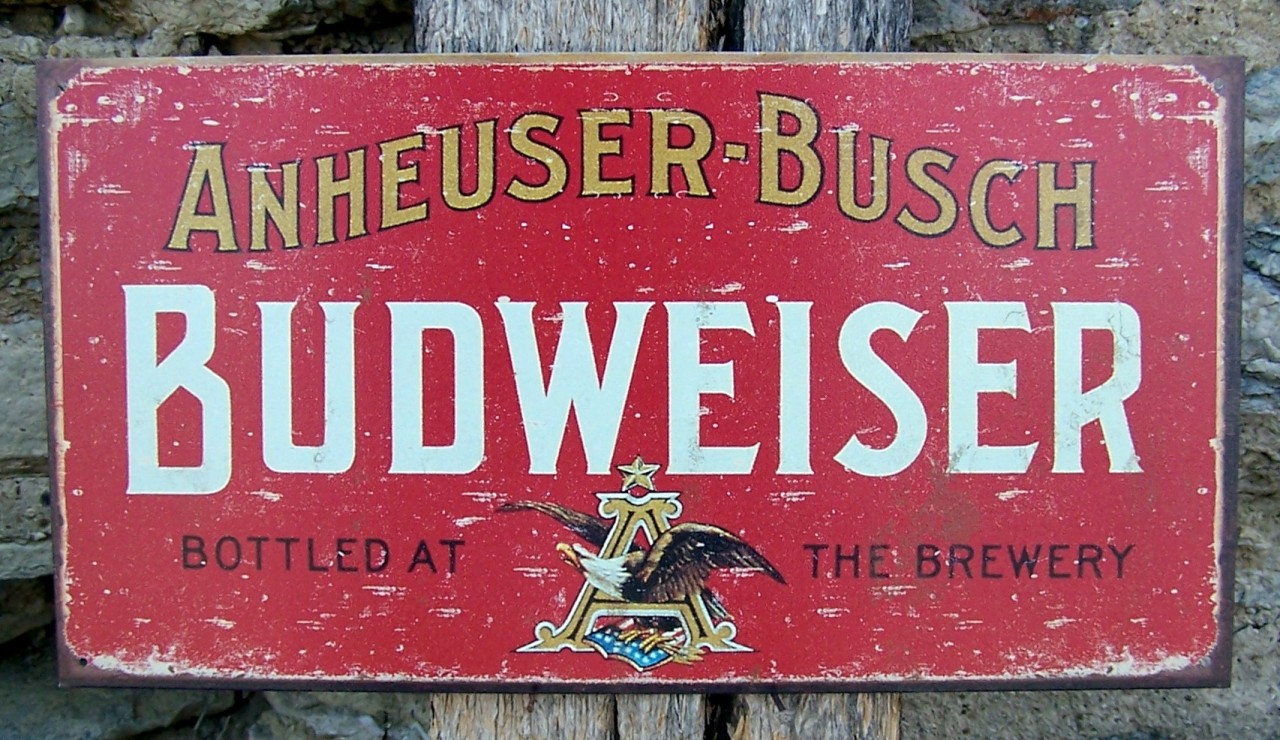 ANHEUSER-BUSCH
BUDWEISER
A
BOTTLED AT THE BREWERY